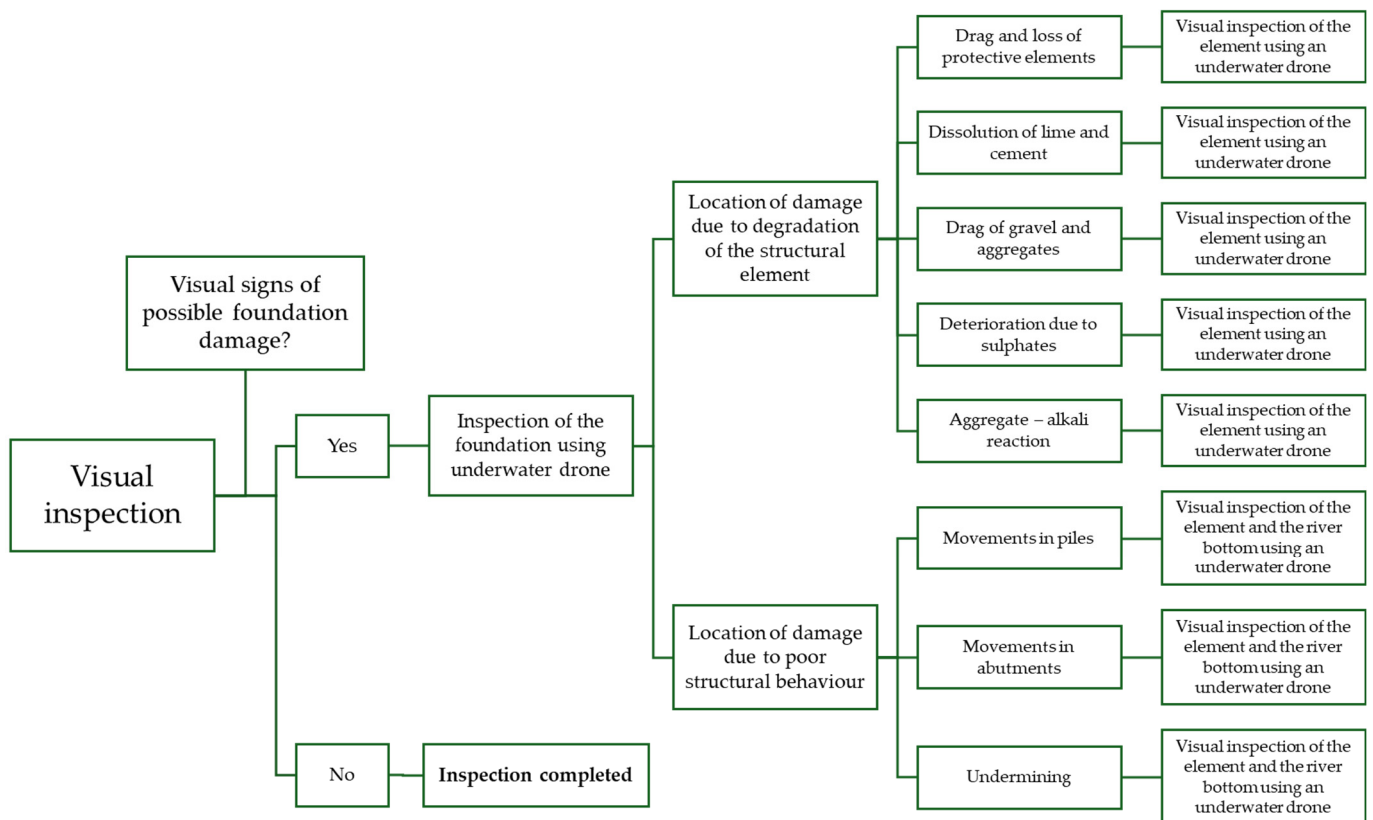 Visual
inspection
Visual signs of
possible foundation
damage?
Yes
No
Inspection of the
foundation using
underwater drone
Inspection completed
Location of damage
due to degradation
of the structural
element
Drag and loss of
protective elements
Visual inspection of the
element using an
underwater drone
Dissolution of lime and
cement
Visual inspection of the
element using an
underwater drone
Drag of gravel and
aggregates
Visual inspection of the
element using an
underwater drone
Deterioration due to
sulphates
Visual inspection of the
element using an
underwater drone
Aggregate – alkali
reaction
Visual inspection of the
element using an
underwater drone
Location of damage
due to poor
structural behaviour
Movements in piles
Visual inspection of the
element and the river
bottom using an
underwater drone
Movements in
abutments
Visual inspection of the
element and the river
bottom using an
underwater drone
Undermining
Visual inspection of the
element and the river
bottom using an
underwater drone